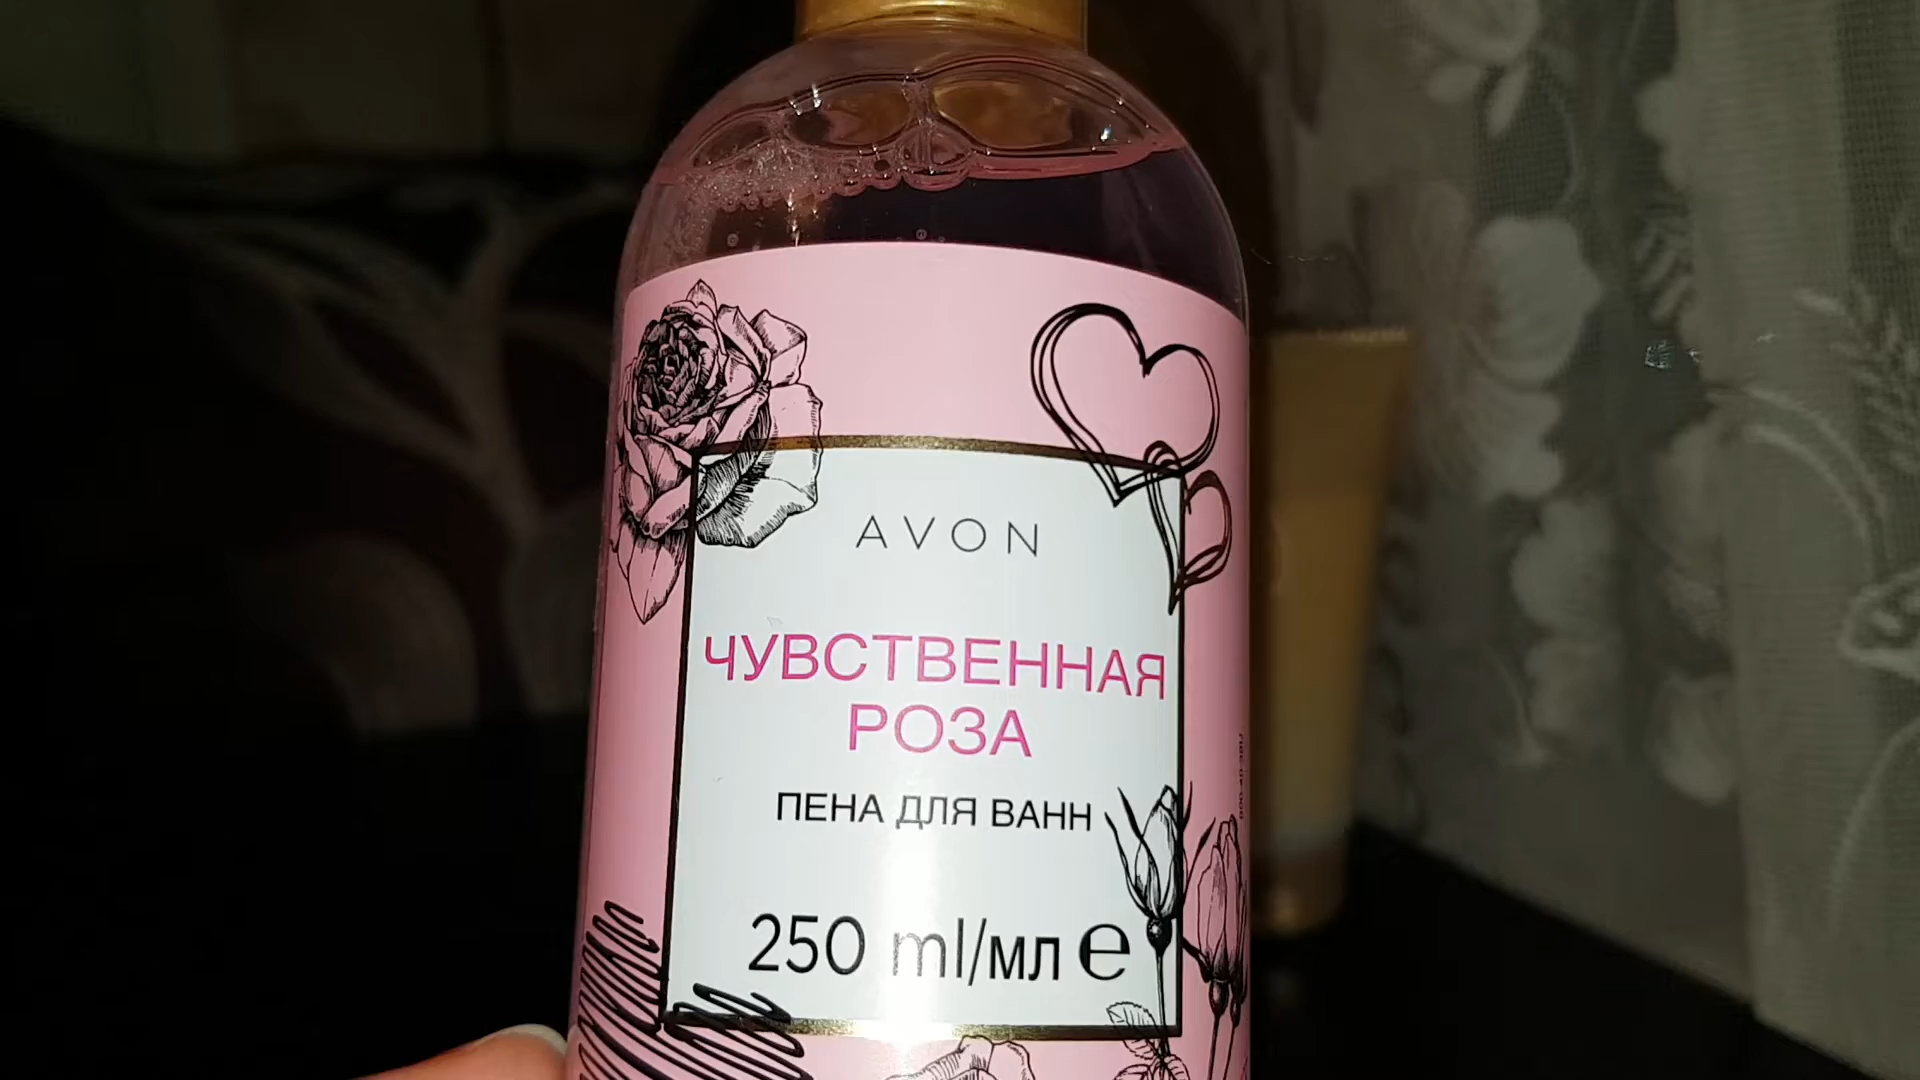 AVON
ЧУВСТВЕННАЯ
РОЗА
ПЕНА ДЛЯ ВАНН
250 ml/мл e